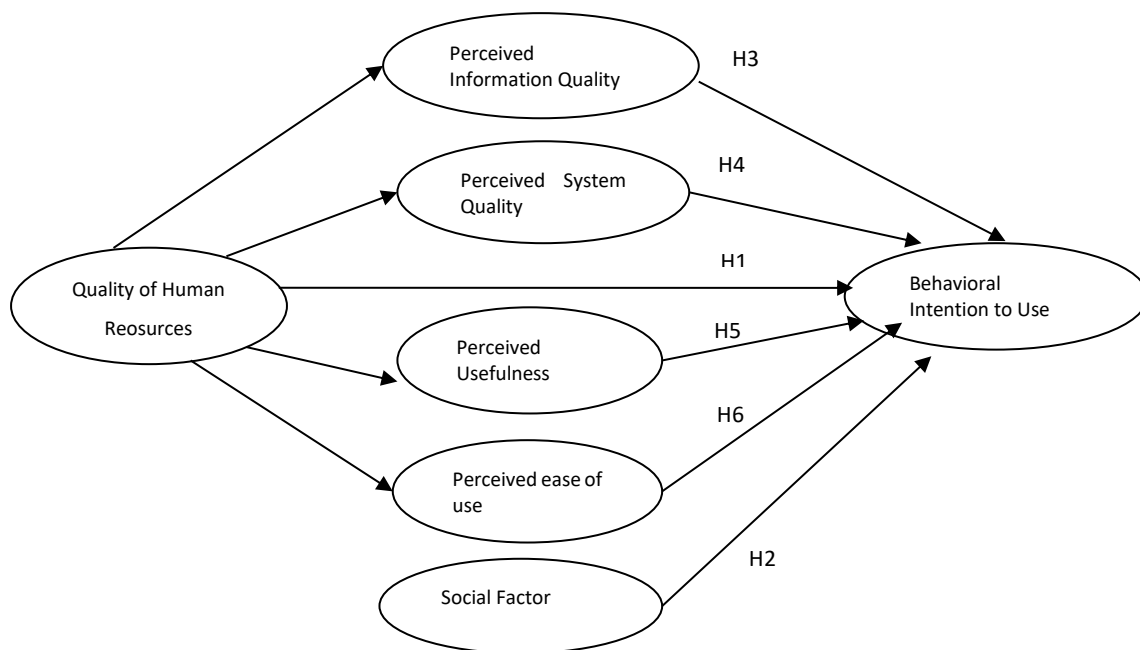 Perceived
Information Quality
H3
Perceived System
Quality
H4
H1
Quality of Human
Reosurces
Behavioral
Intention to Use
Perceived
Usefulness
H5
H6
Perceived ease of
use
H2
Social Factor